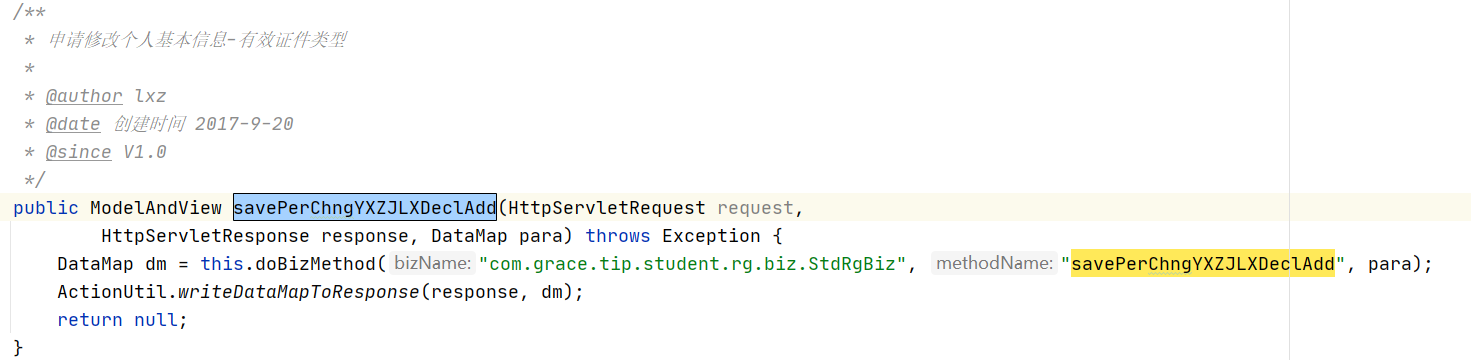 /**
 * 申请修改个人基本信息-有效证件类型
 *
 * @author lxz
 * @date 创建时间 2017-9-20
 * @since V1.0
 */
public ModelAndView savePerChngYXZJLXDeclAdd(HttpServletRequest request,
        HttpServletResponse response, DataMap para) throws Exception {
    DataMap dm = this.doBizMethod( bizName: "com.grace.tip.student.rg.biz.StdRgBiz", methodName: "savePerChngYXZJLXDeclAdd", para);
    ActionUtil.writeDataMapToResponse(response, dm);
    return null;
}